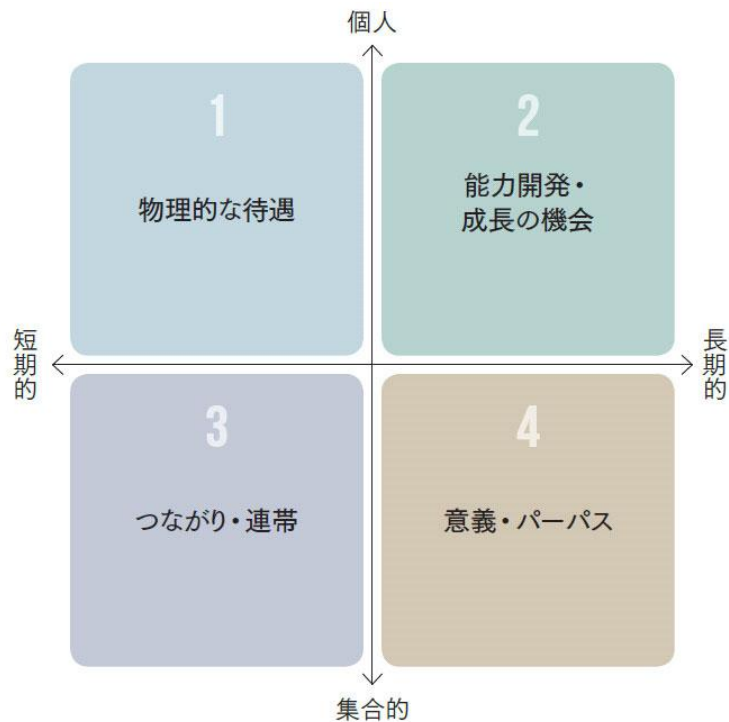 個人
1
物理的な待遇
2
能力開発・
成長の機会
短期的
長期的
3
つながり・連帯
4
意義・パーパス
集合的